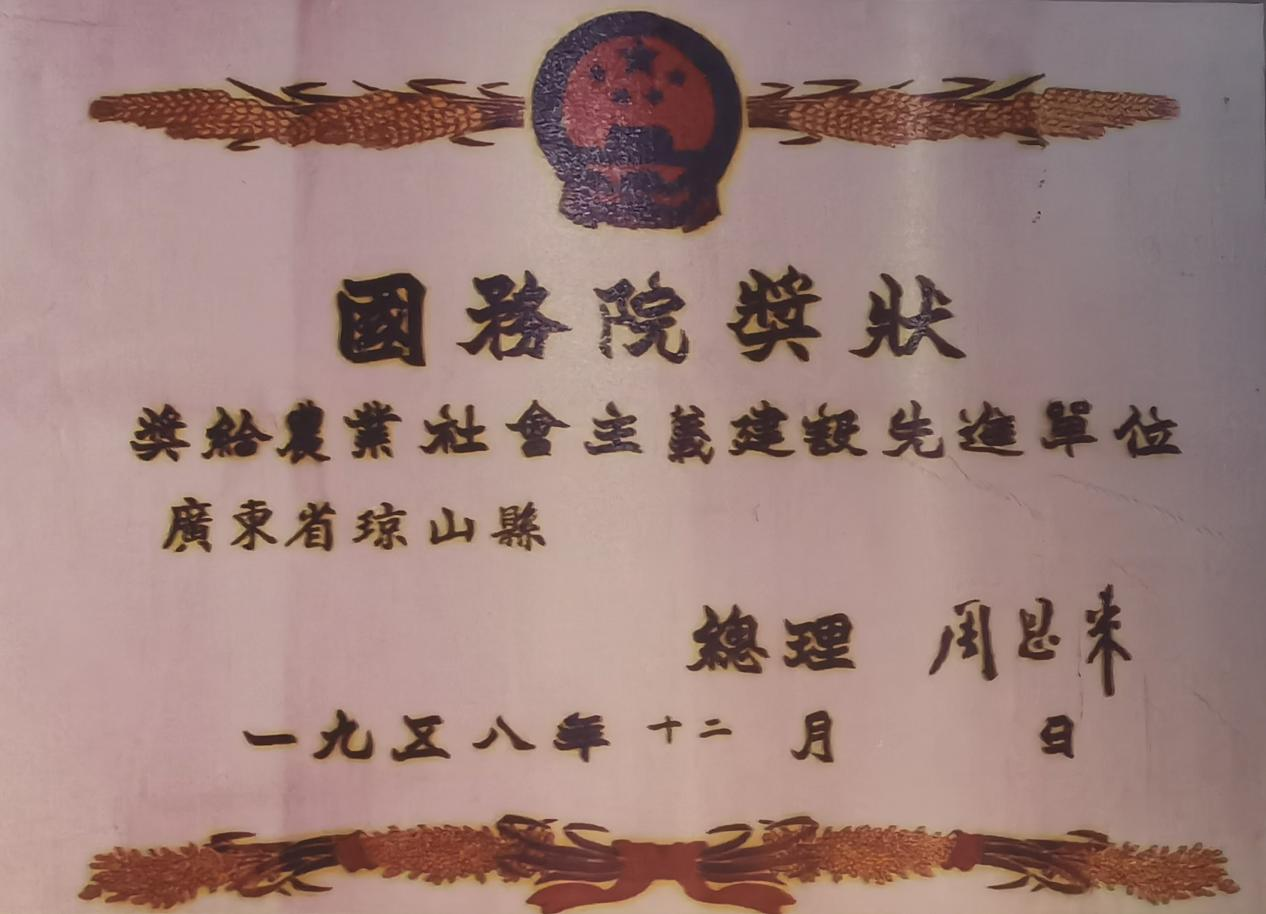 國務院獎狀
獎給農業社會主義建設先進單位
廣東省琼山縣
總理 周恩来
一九五八年十二月 日